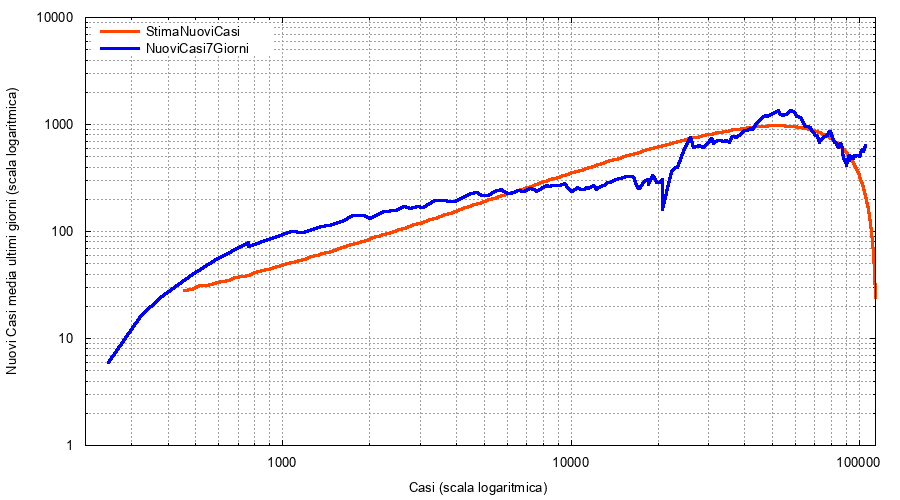 10000
StimaNuoviCasi
NuoviCasi7Giorni
1000
100
10
1
Nuovi Casi media ultimi giorni (scala logaritmica)
1000 10000 100000
Casi (scala logaritmica)